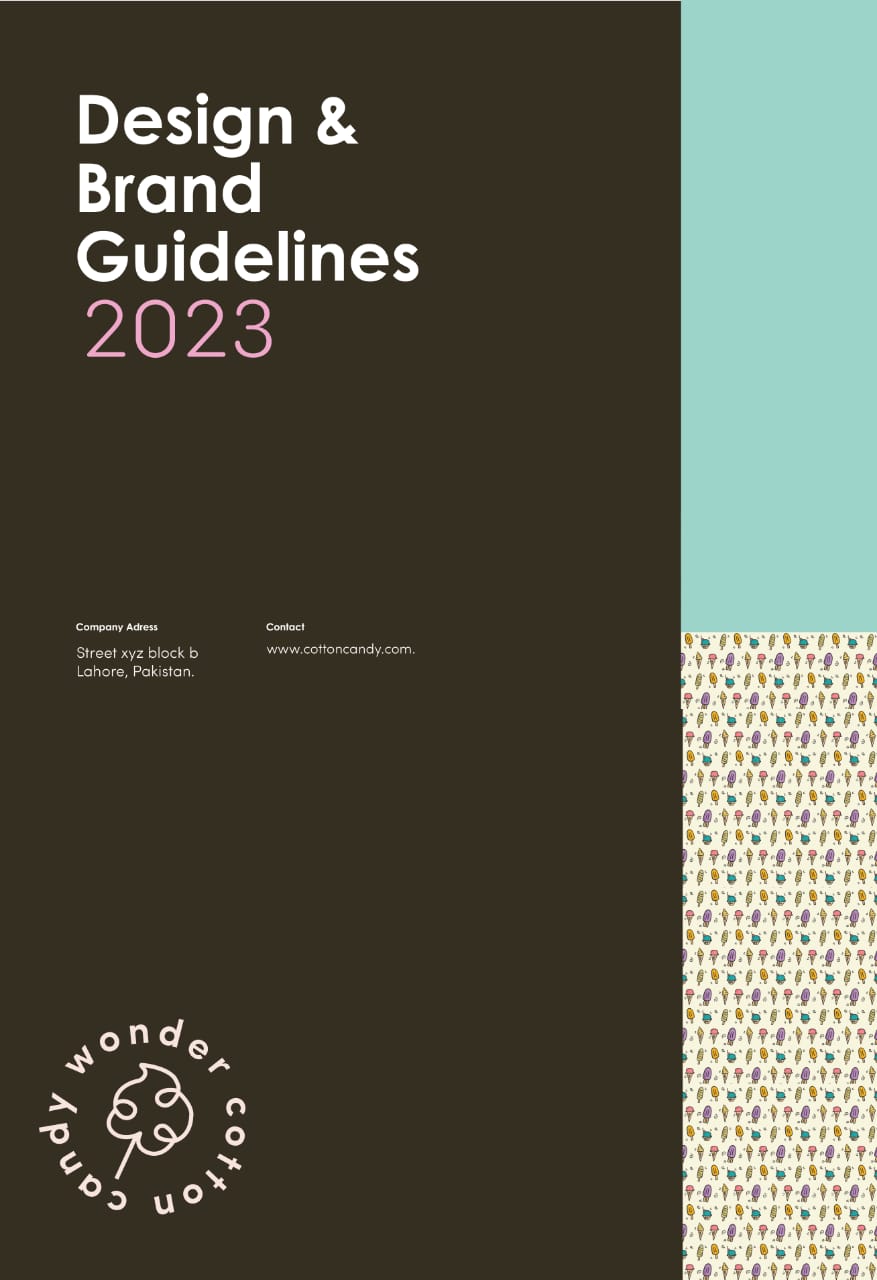 Design &
Brand
Guidelines
2023
Company Adress
Street xyz block b
Lahore, Pakistan.
Contact
www.cottoncandy.com.
wonder cotton candy